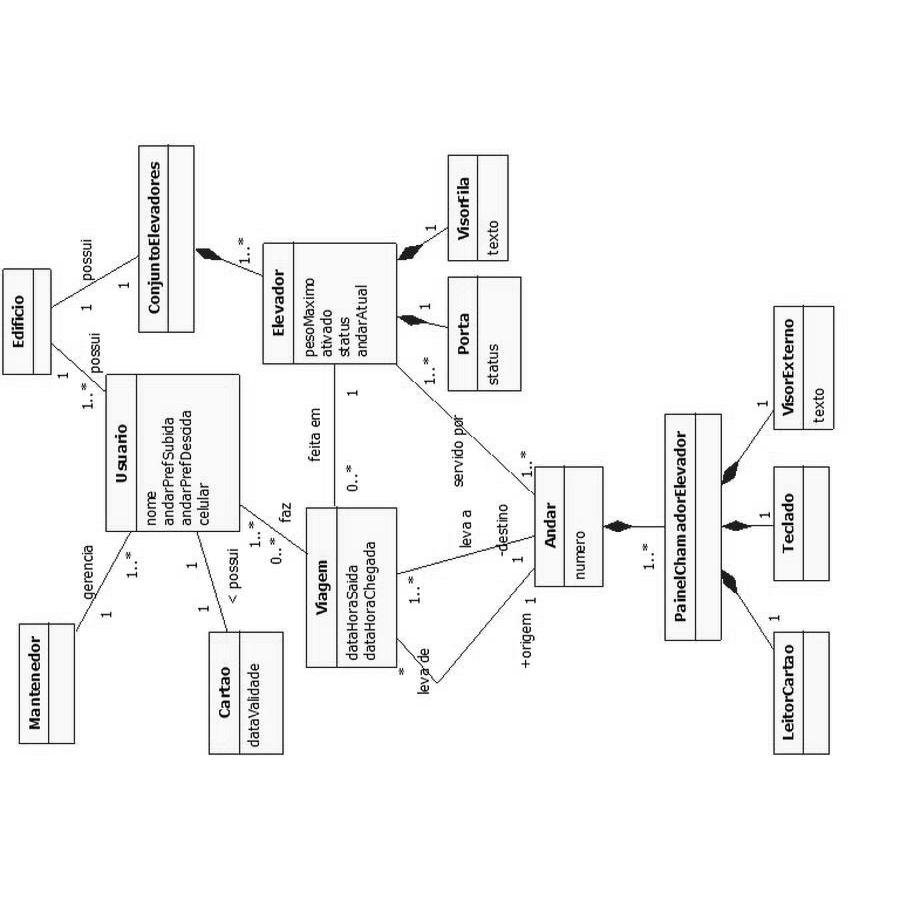 Edificio
1
possui
1
1
possui
1..*
ConjuntoElevadores
1..*
Mantenedor
gerencia
1
1..*
Usuario
nome
andarPrefSubida
andarPrefDescida
celular
1
< possui
1
Cartao
dataValidade
1..*
faz
0..*
Elevador
pesoMaximo
ativado
status
andarAtual
1
VisorFila
texto
1
Porta
status
feita em
1
0..*
Viagem
dataHoraSaida
dataHoraChegada
1..*
servido por
1..*
leva a
1..*
-destino
1
*
leva de
+origem
1
Andar
numero
1..*
PainelChamadorElevador
1
VisorExterno
texto
1
Teclado
1
LeitorCartao